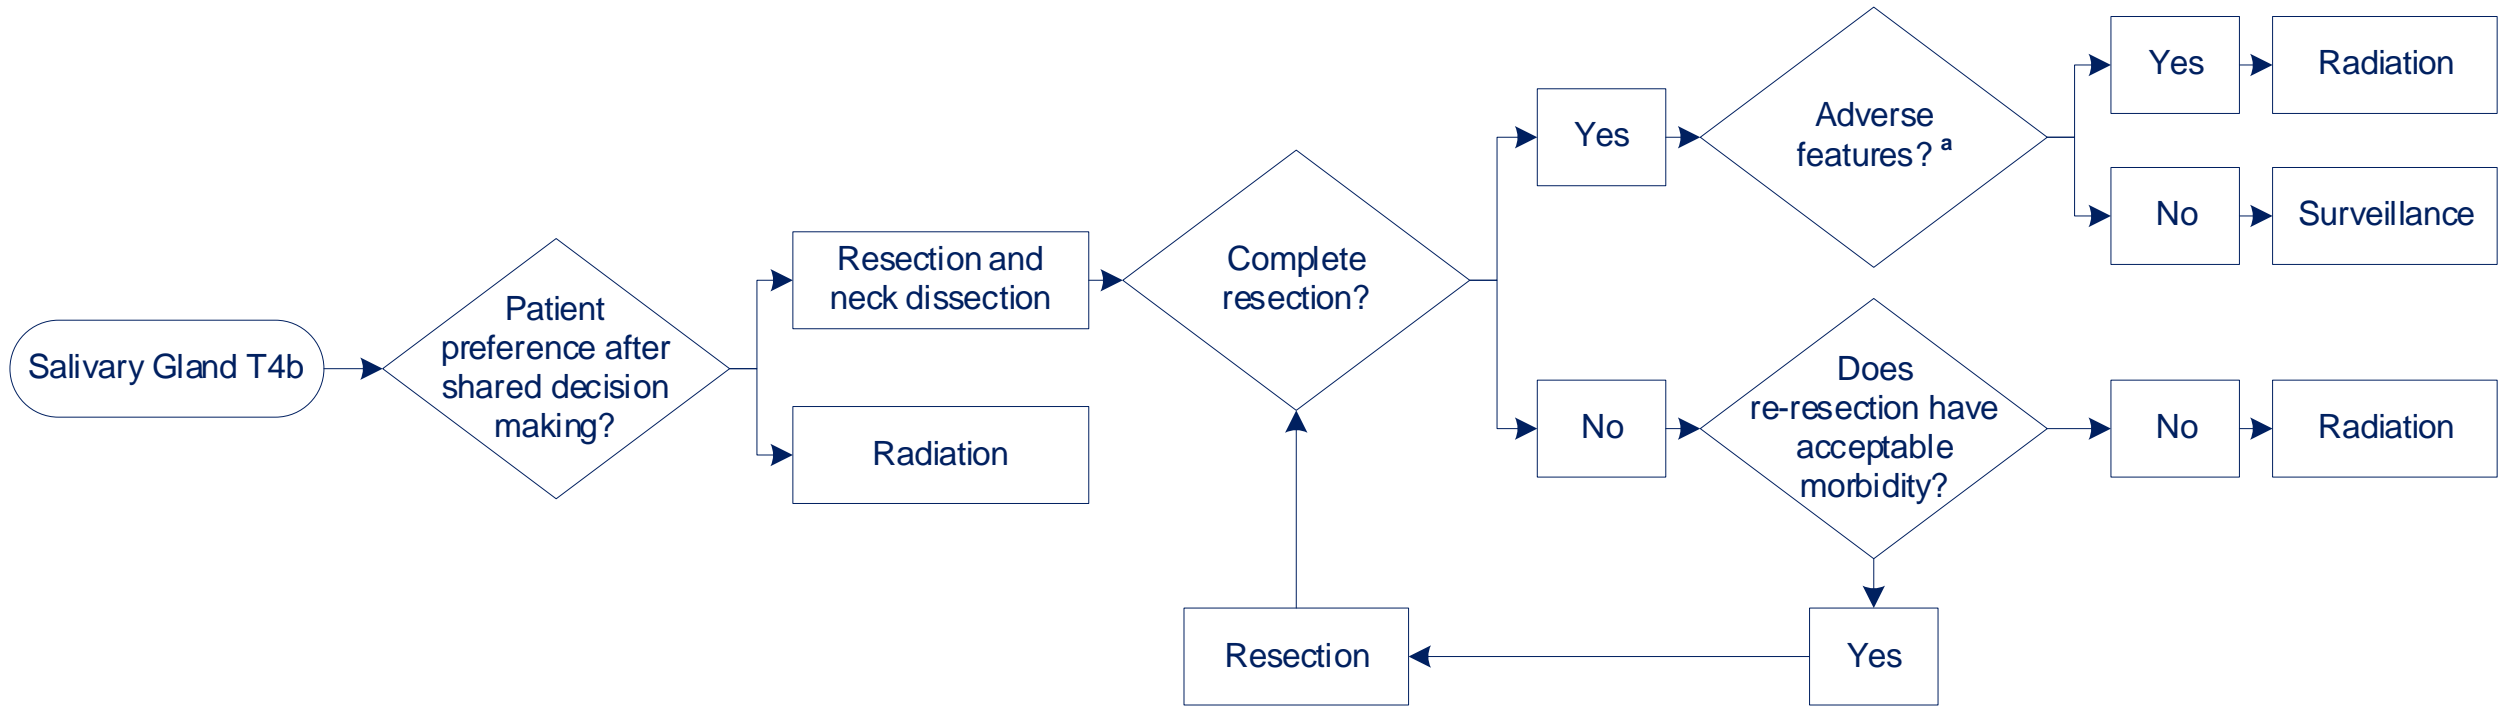 Salivary Gland T4b
Patient
preference after
shared decision
making?
Resection and
neck dissection
Radiation
Complete
resection?
Yes
Adverse
features? a
Yes
Radiation
No
Surveillance
No
Does
re-resection have
acceptable
morbidity?
No
Radiation
Yes
Resection